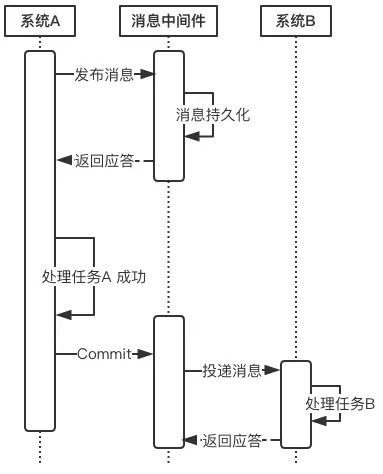 系统A
消息中间件
系统B
发布消息
消息持久化
返回应答
处理任务A 成功
Commit
投递消息
处理任务B
返回应答